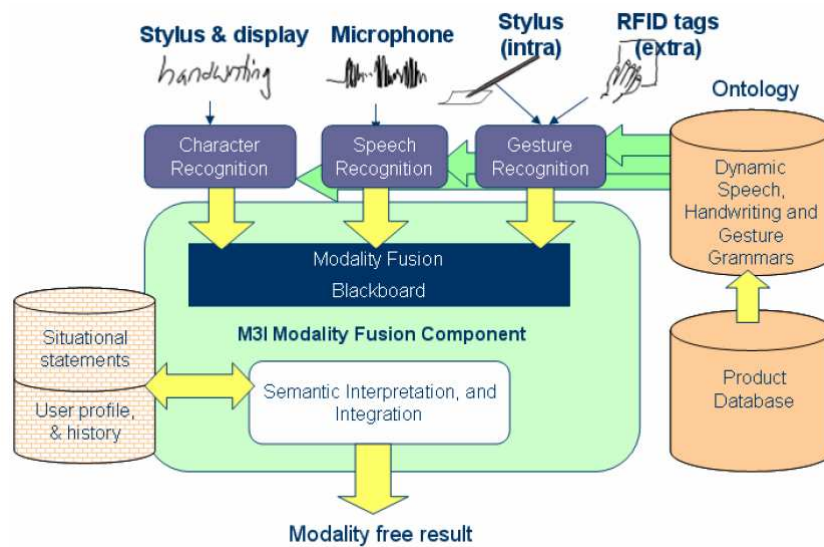 Stylus & display
Microphone
Stylus
(intra)
RFID tags
(extra)
handwriting
Ontology
Character
Recognition
Speech
Recognition
Gesture
Recognition
Dynamic
Speech,
Handwriting and
Gesture
Grammars
Modality Fusion
Blackboard
M3I Modality Fusion Component
Situational
statements
User profile,
& history
Semantic Interpretation, and
Integration
Product
Database
Modality free result